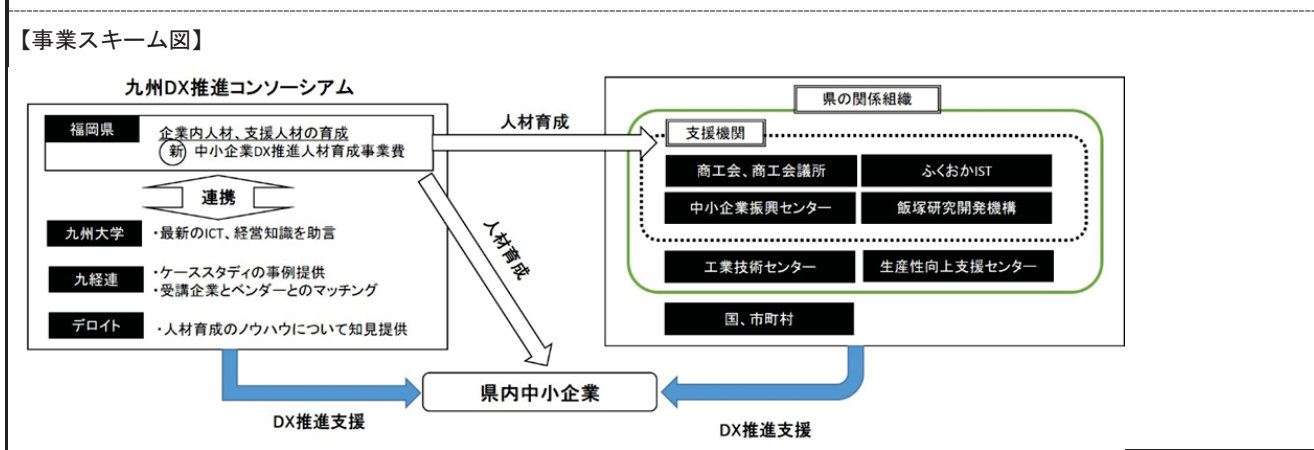 【事業スキーム図】
九州DX推進コンソーシアム
福岡県
企業内人材、支援人材の育成
新 中小企業DX推進人材育成事業費
連携
九州大学
・最新のICT、経営知識を助言
九経連
・ケーススタディの事例提供
・受講企業とベンダーとのマッチング
デロイト
・人材育成のノウハウについて知見提供
人材育成
人材育成
県の関係組織
支援機関
商工会、商工会議所
ふくおかIST
中小企業振興センター
飯塚研究開発機構
工業技術センター
生産性向上支援センター
国、市町村
県内中小企業
DX推進支援
DX推進支援